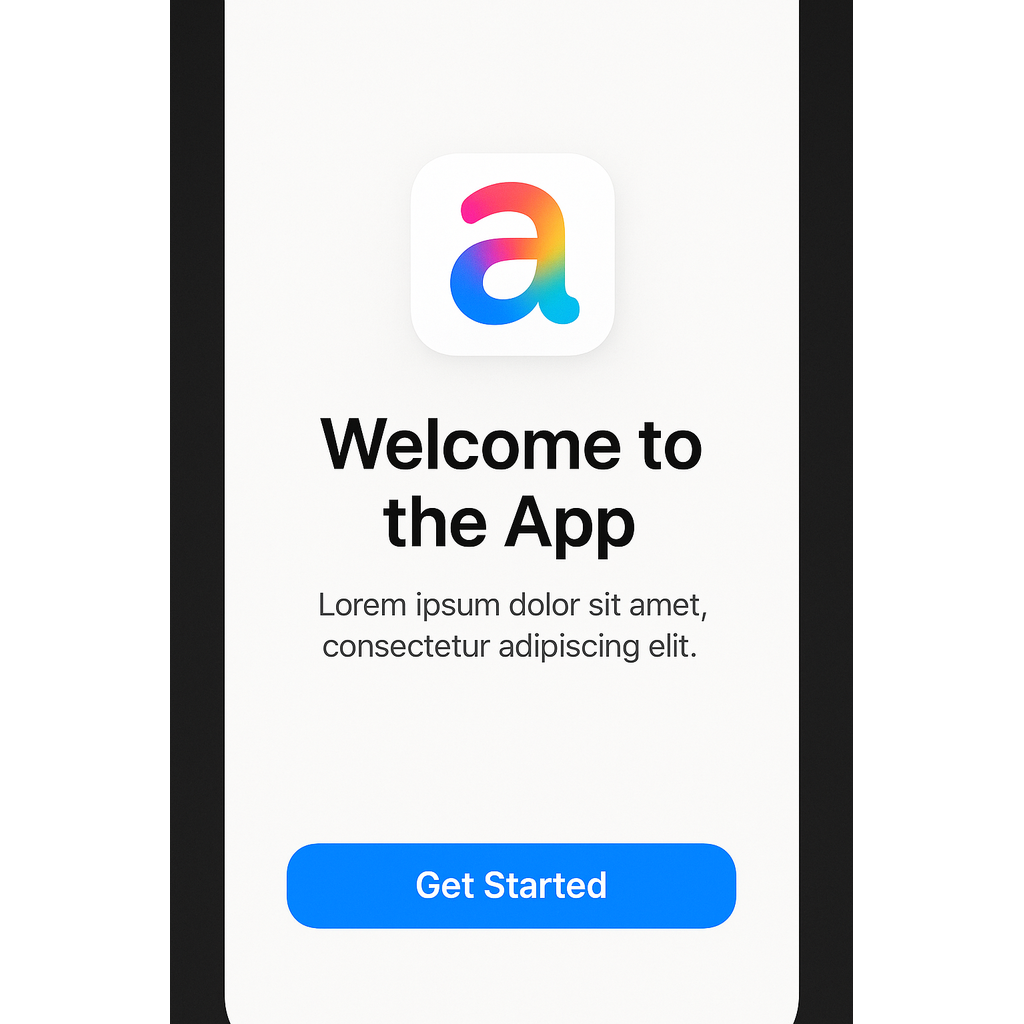 a
Welcome to
the App
Lorem ipsum dolor sit amet,
consectetur adipiscing elit.
Get Started